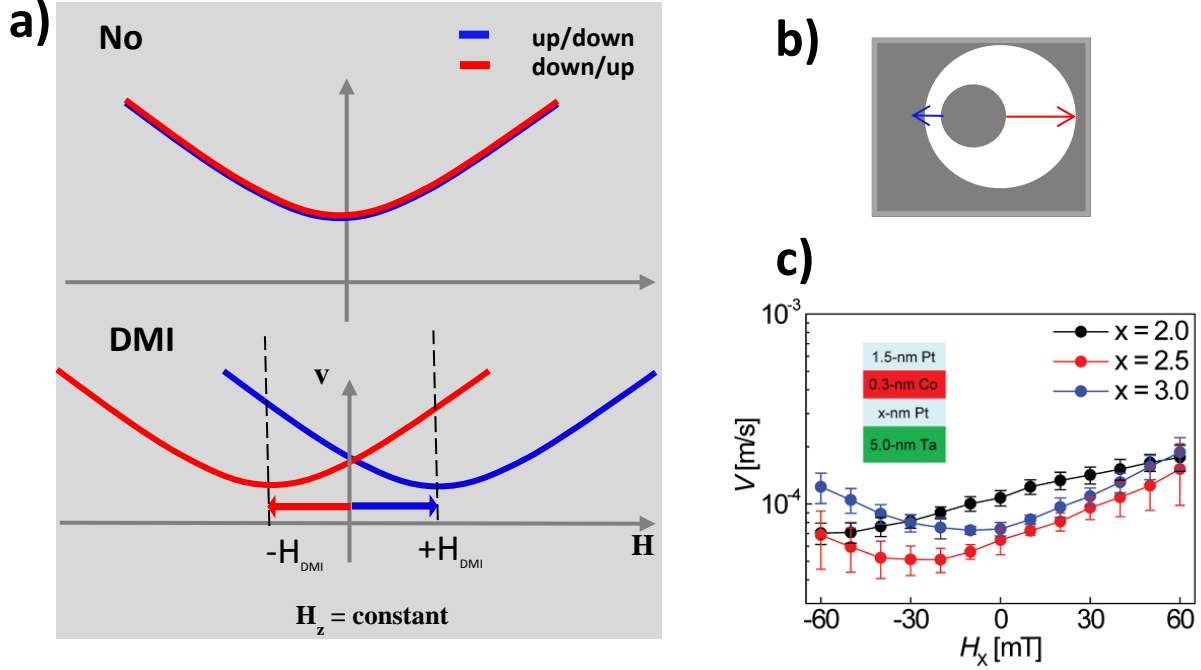 a)
No
up/down
down/up
DMI
v
-H_DMI
+H_DMI
H
H_z = constant
b)
c)
10^-3
10^-4
V [m/s]
x = 2.0
x = 2.5
x = 3.0
1.5-nm Pt
0.3-nm Co
x-nm Pt
5.0-nm Ta
-60 -30 0 30 60
H_x [mT]